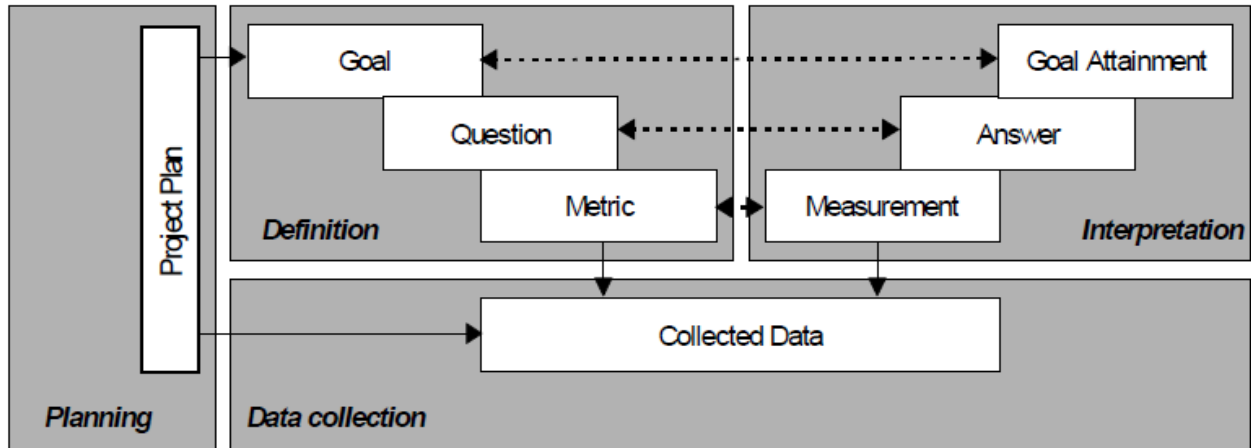 Goal
Goal Attainment
Question
Answer
Metric
Measurement
Definition
Interpretation
Project Plan
Collected Data
Planning
Data collection